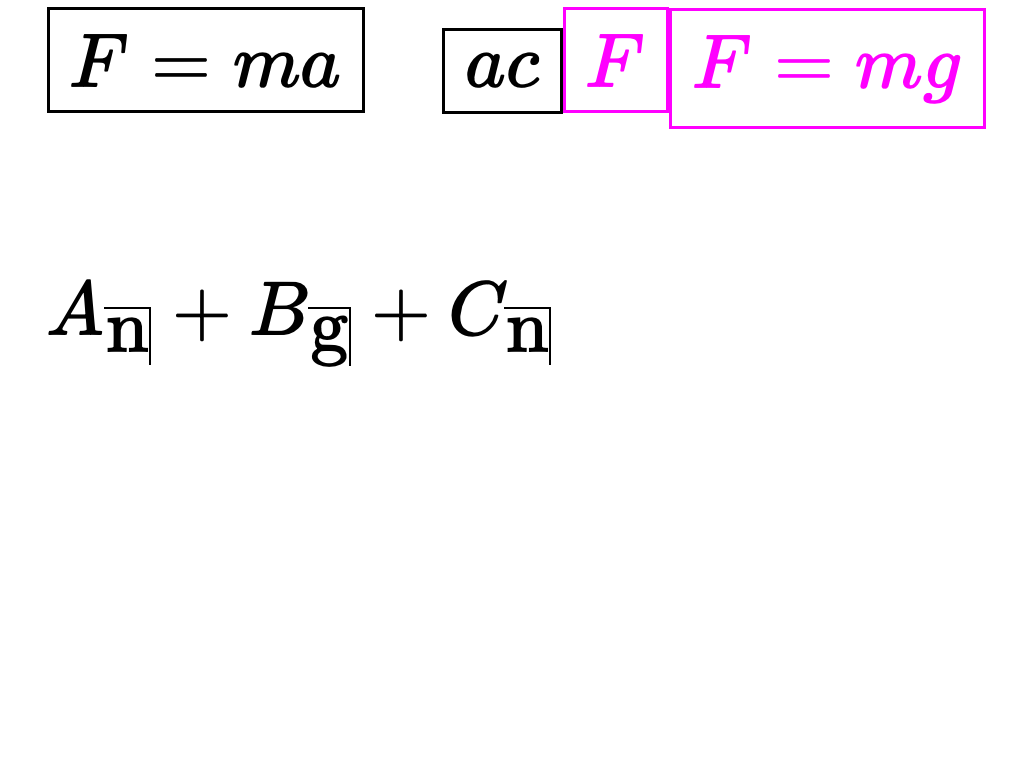 F = ma ac F F = mg
A_n + B_g + C_n